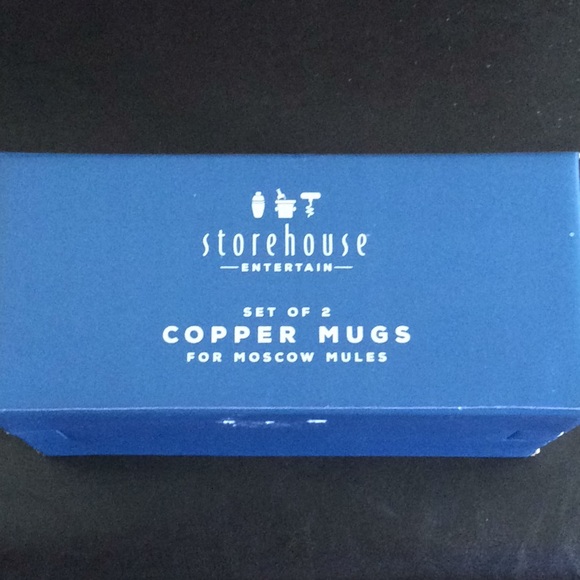 storehouse
ENTERTAIN
SET OF 2
COPPER MUGS
FOR MOSCOW MULES